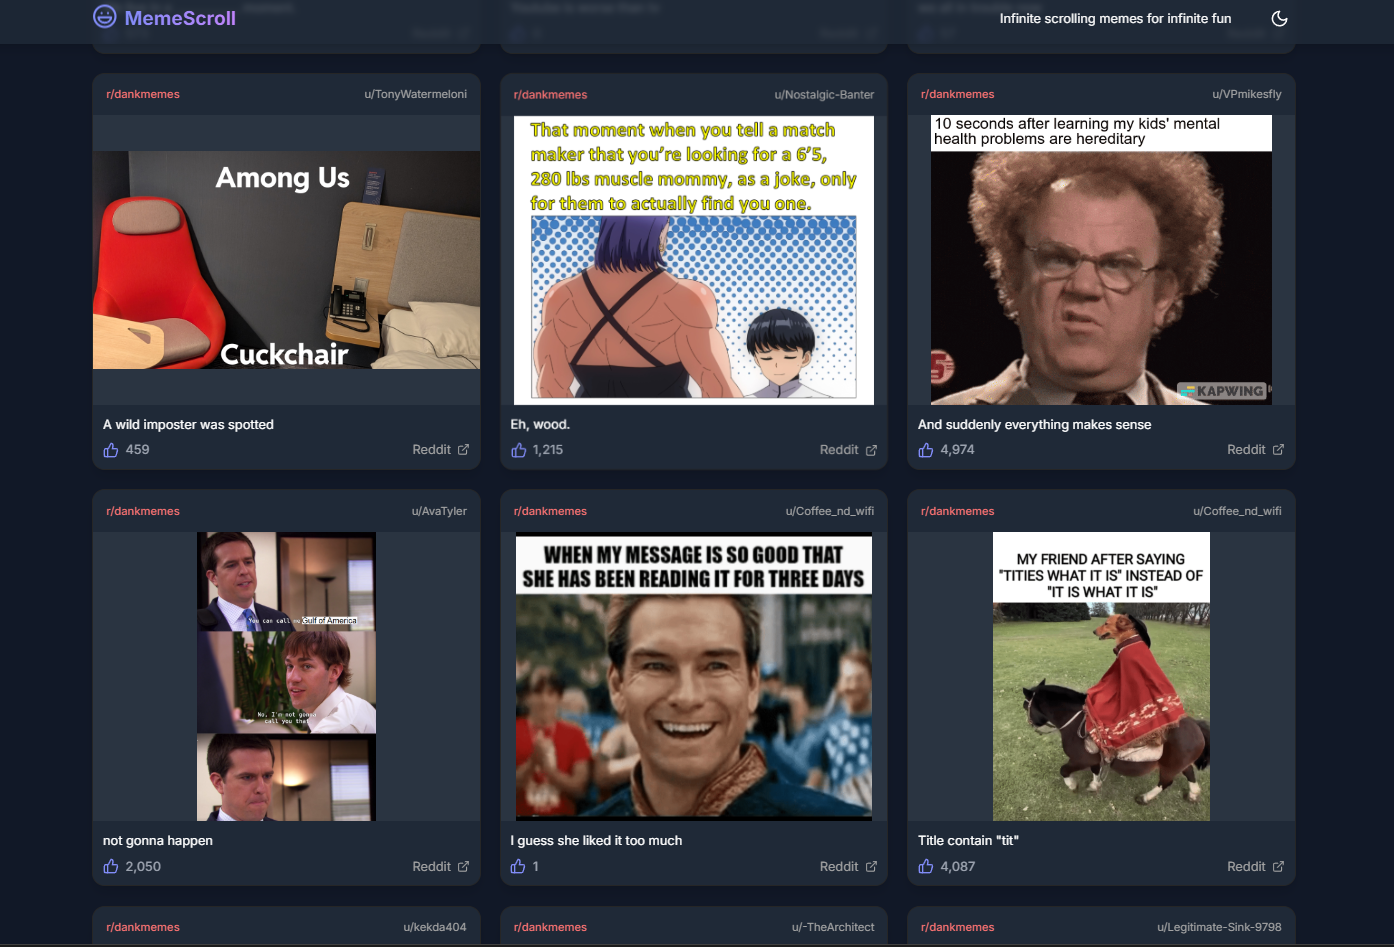 MemeScroll
Infinite scrolling memes for infinite fun
Reddit
Reddit
Reddit
r/dankmemes
u/TonyWatermeloni
Among Us
Cuckchair
A wild imposter was spotted
459
Reddit
r/dankmemes
u/Nostalgic-Banter
That moment when you tell a match
maker that you're looking for a 6'5,
280 lbs muscle mommy, as a joke, only
for them to actually find you one.
Eh, wood.
1,215
Reddit
r/dankmemes
u/VPmikesfly
10 seconds after learning my kids' mental
health problems are hereditary
5
KAPWING
And suddenly everything makes sense
4,974
Reddit
r/dankmemes
u/AvaTyler
You can call me Gulf of America
No, I'm not gonna
call you that.
not gonna happen
2,050
Reddit
r/dankmemes
u/Coffee_nd_wifi
WHEN MY MESSAGE IS SO GOOD THAT
SHE HAS BEEN READING IT FOR THREE DAYS
I guess she liked it too much
1
Reddit
r/dankmemes
u/Coffee_nd_wifi
MY FRIEND AFTER SAYING
"TITIES WHAT IT IS" INSTEAD OF
"IT IS WHAT IT IS"
Title contain "tit"
4,087
Reddit
r/dankmemes
u/kekda404
r/dankmemes
u/-TheArchitect
r/dankmemes
u/Legitimate-Sink-9798